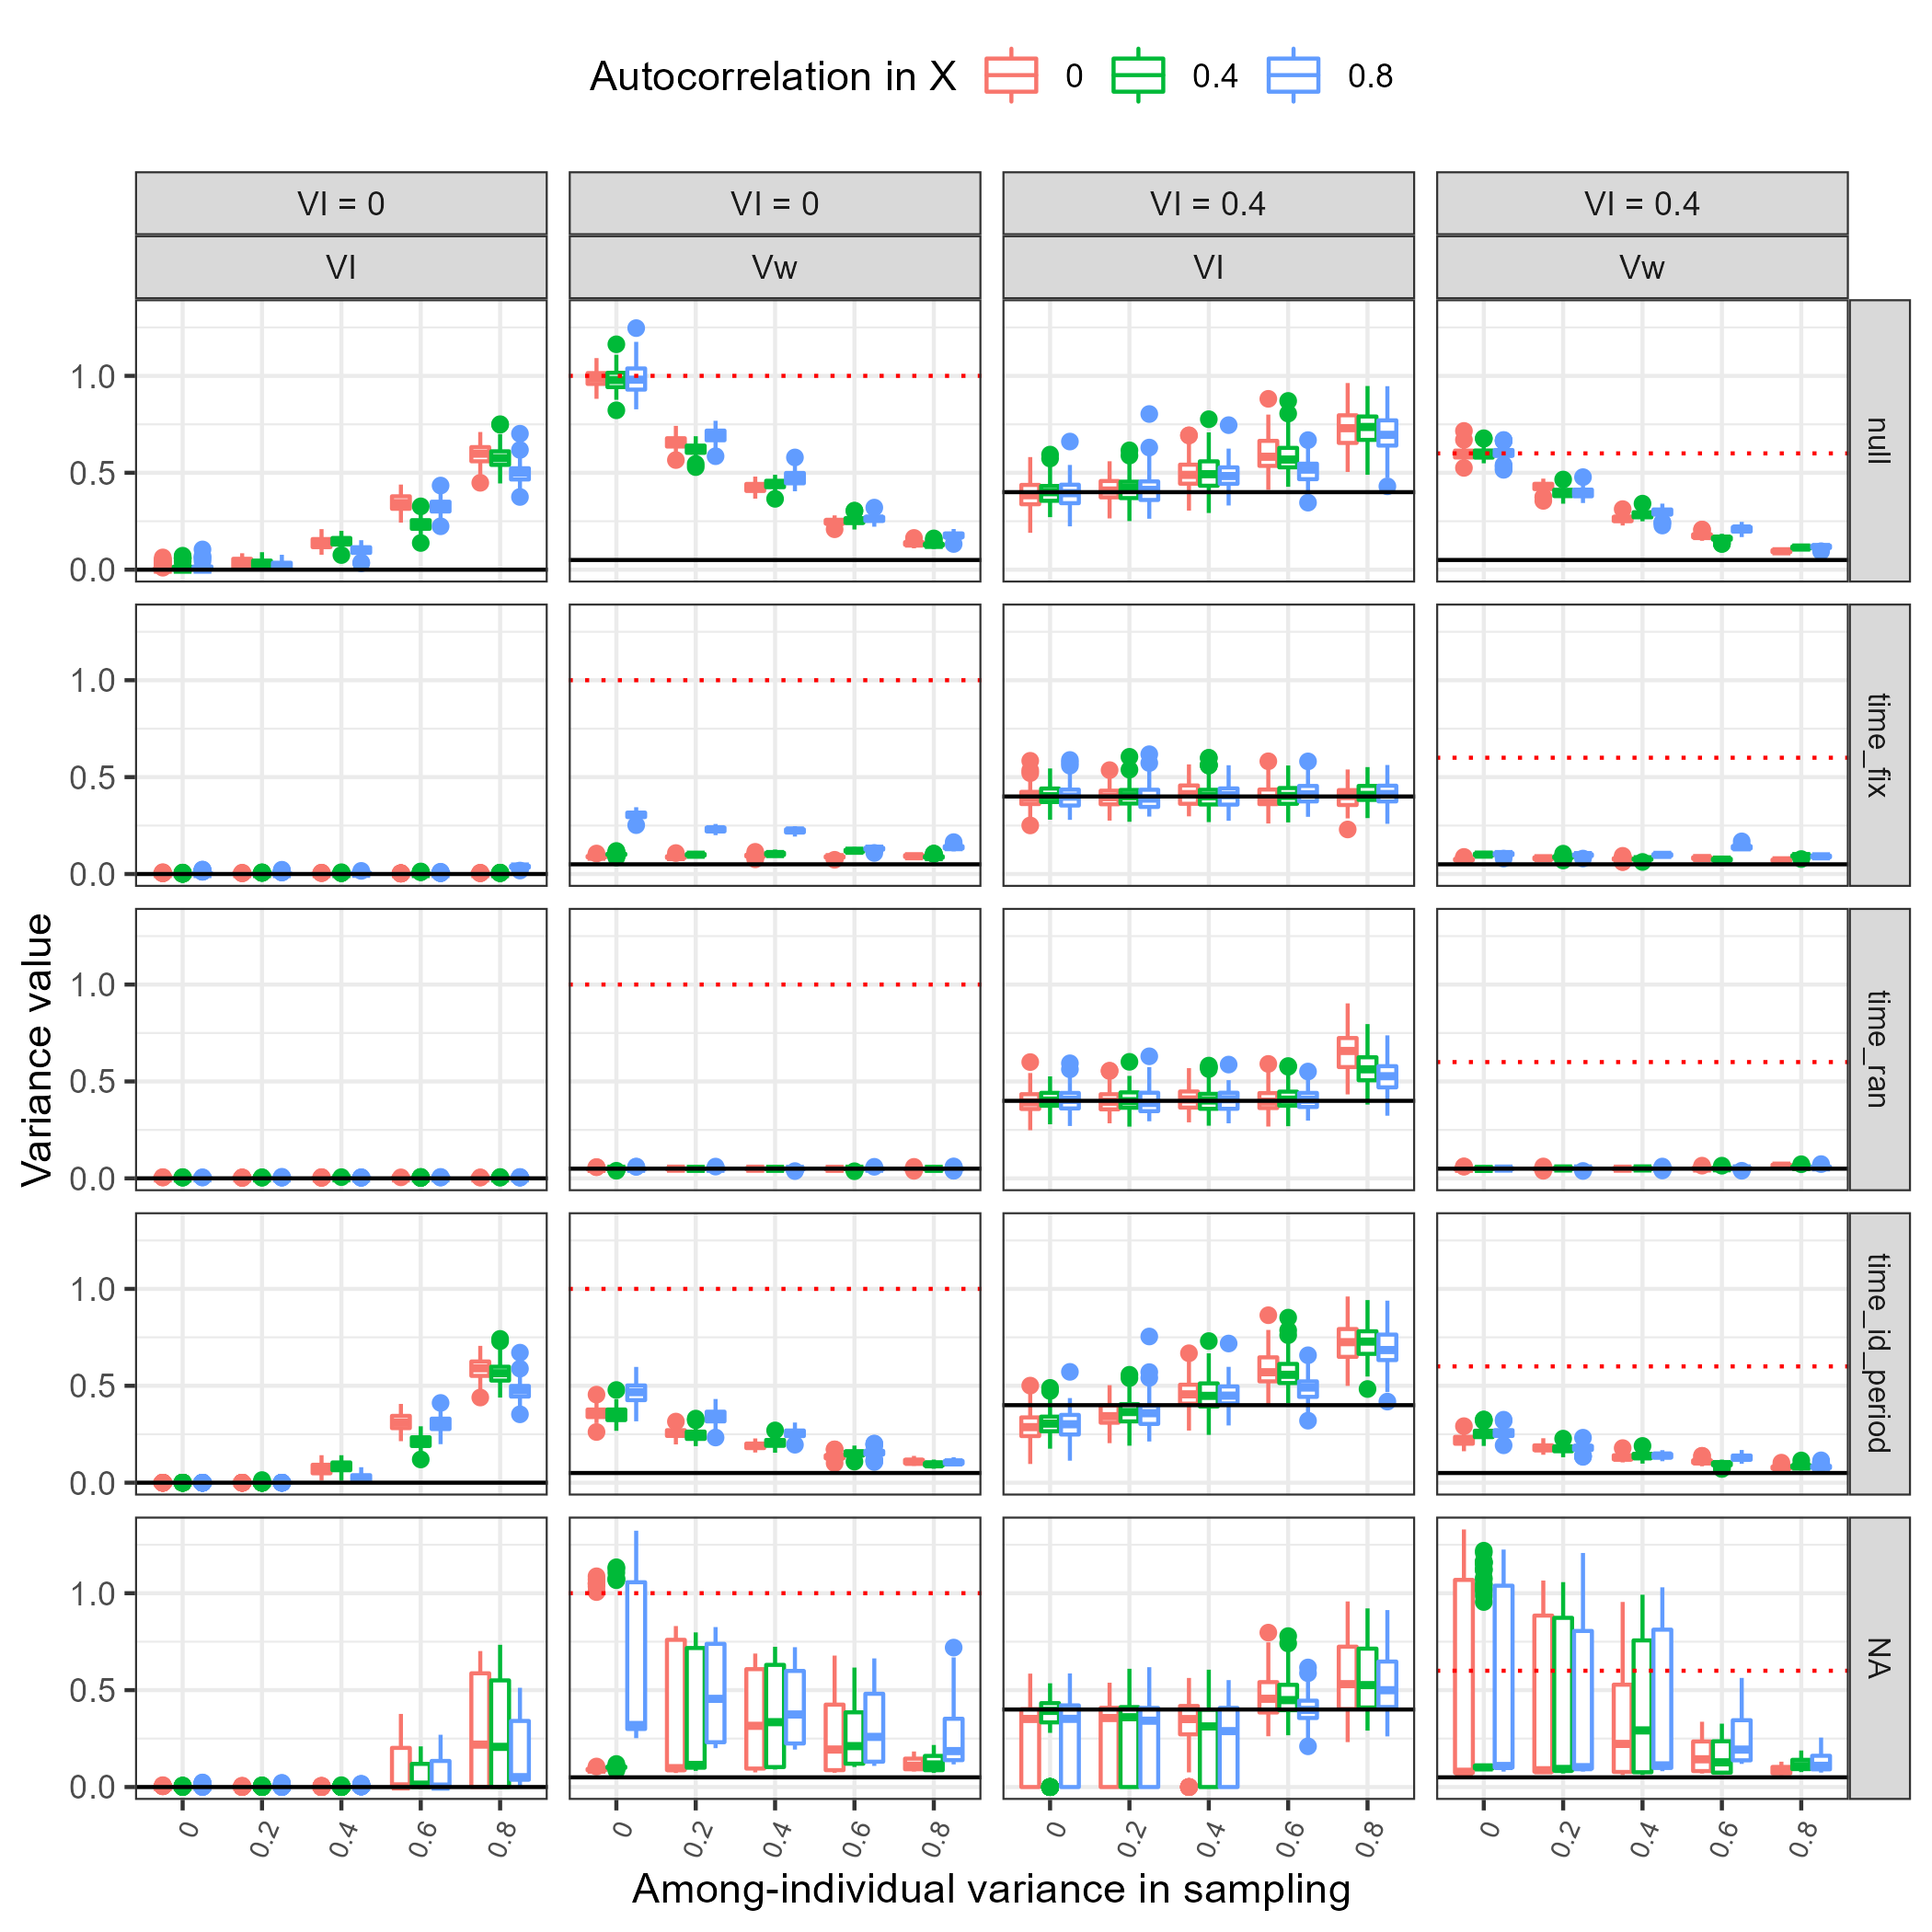 Autocorrelation in X 0 0.4 0.8
VI = 0 VI = 0 VI = 0.4 VI = 0.4
VI Vw VI Vw
1.0
0.5
0.0
null
1.0
0.5
0.0
time_fix
1.0
0.5
0.0
time_ran
1.0
0.5
0.0
time_id_period
1.0
0.5
0.0
NA
Variance value
0 0.2 0.4 0.6 0.8 0 0.2 0.4 0.6 0.8 0 0.2 0.4 0.6 0.8 0 0.2 0.4 0.6 0.8
Among-individual variance in sampling